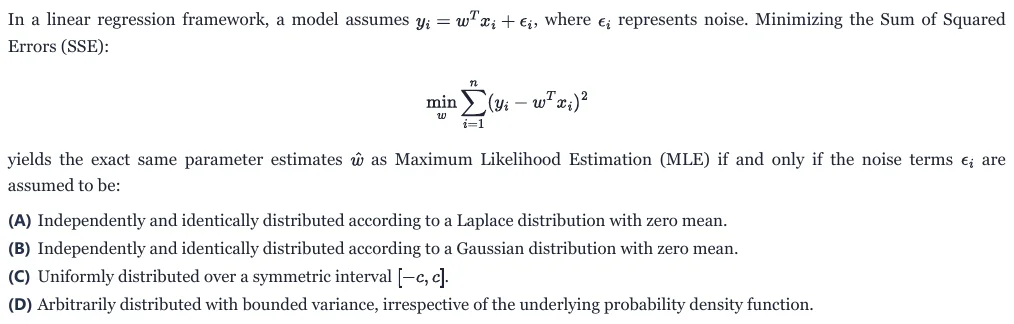 In a linear regression framework, a model assumes yᵢ = wᵀxᵢ + ϵᵢ, where ϵᵢ represents noise. Minimizing the Sum of Squared
Errors (SSE):
min_w ∑_{i=1}^{n} (yᵢ − wᵀxᵢ)²
yields the exact same parameter estimates ŵ as Maximum Likelihood Estimation (MLE) if and only if the noise terms ϵᵢ are
assumed to be:
(A) Independently and identically distributed according to a Laplace distribution with zero mean.
(B) Independently and identically distributed according to a Gaussian distribution with zero mean.
(C) Uniformly distributed over a symmetric interval [−c, c].
(D) Arbitrarily distributed with bounded variance, irrespective of the underlying probability density function.